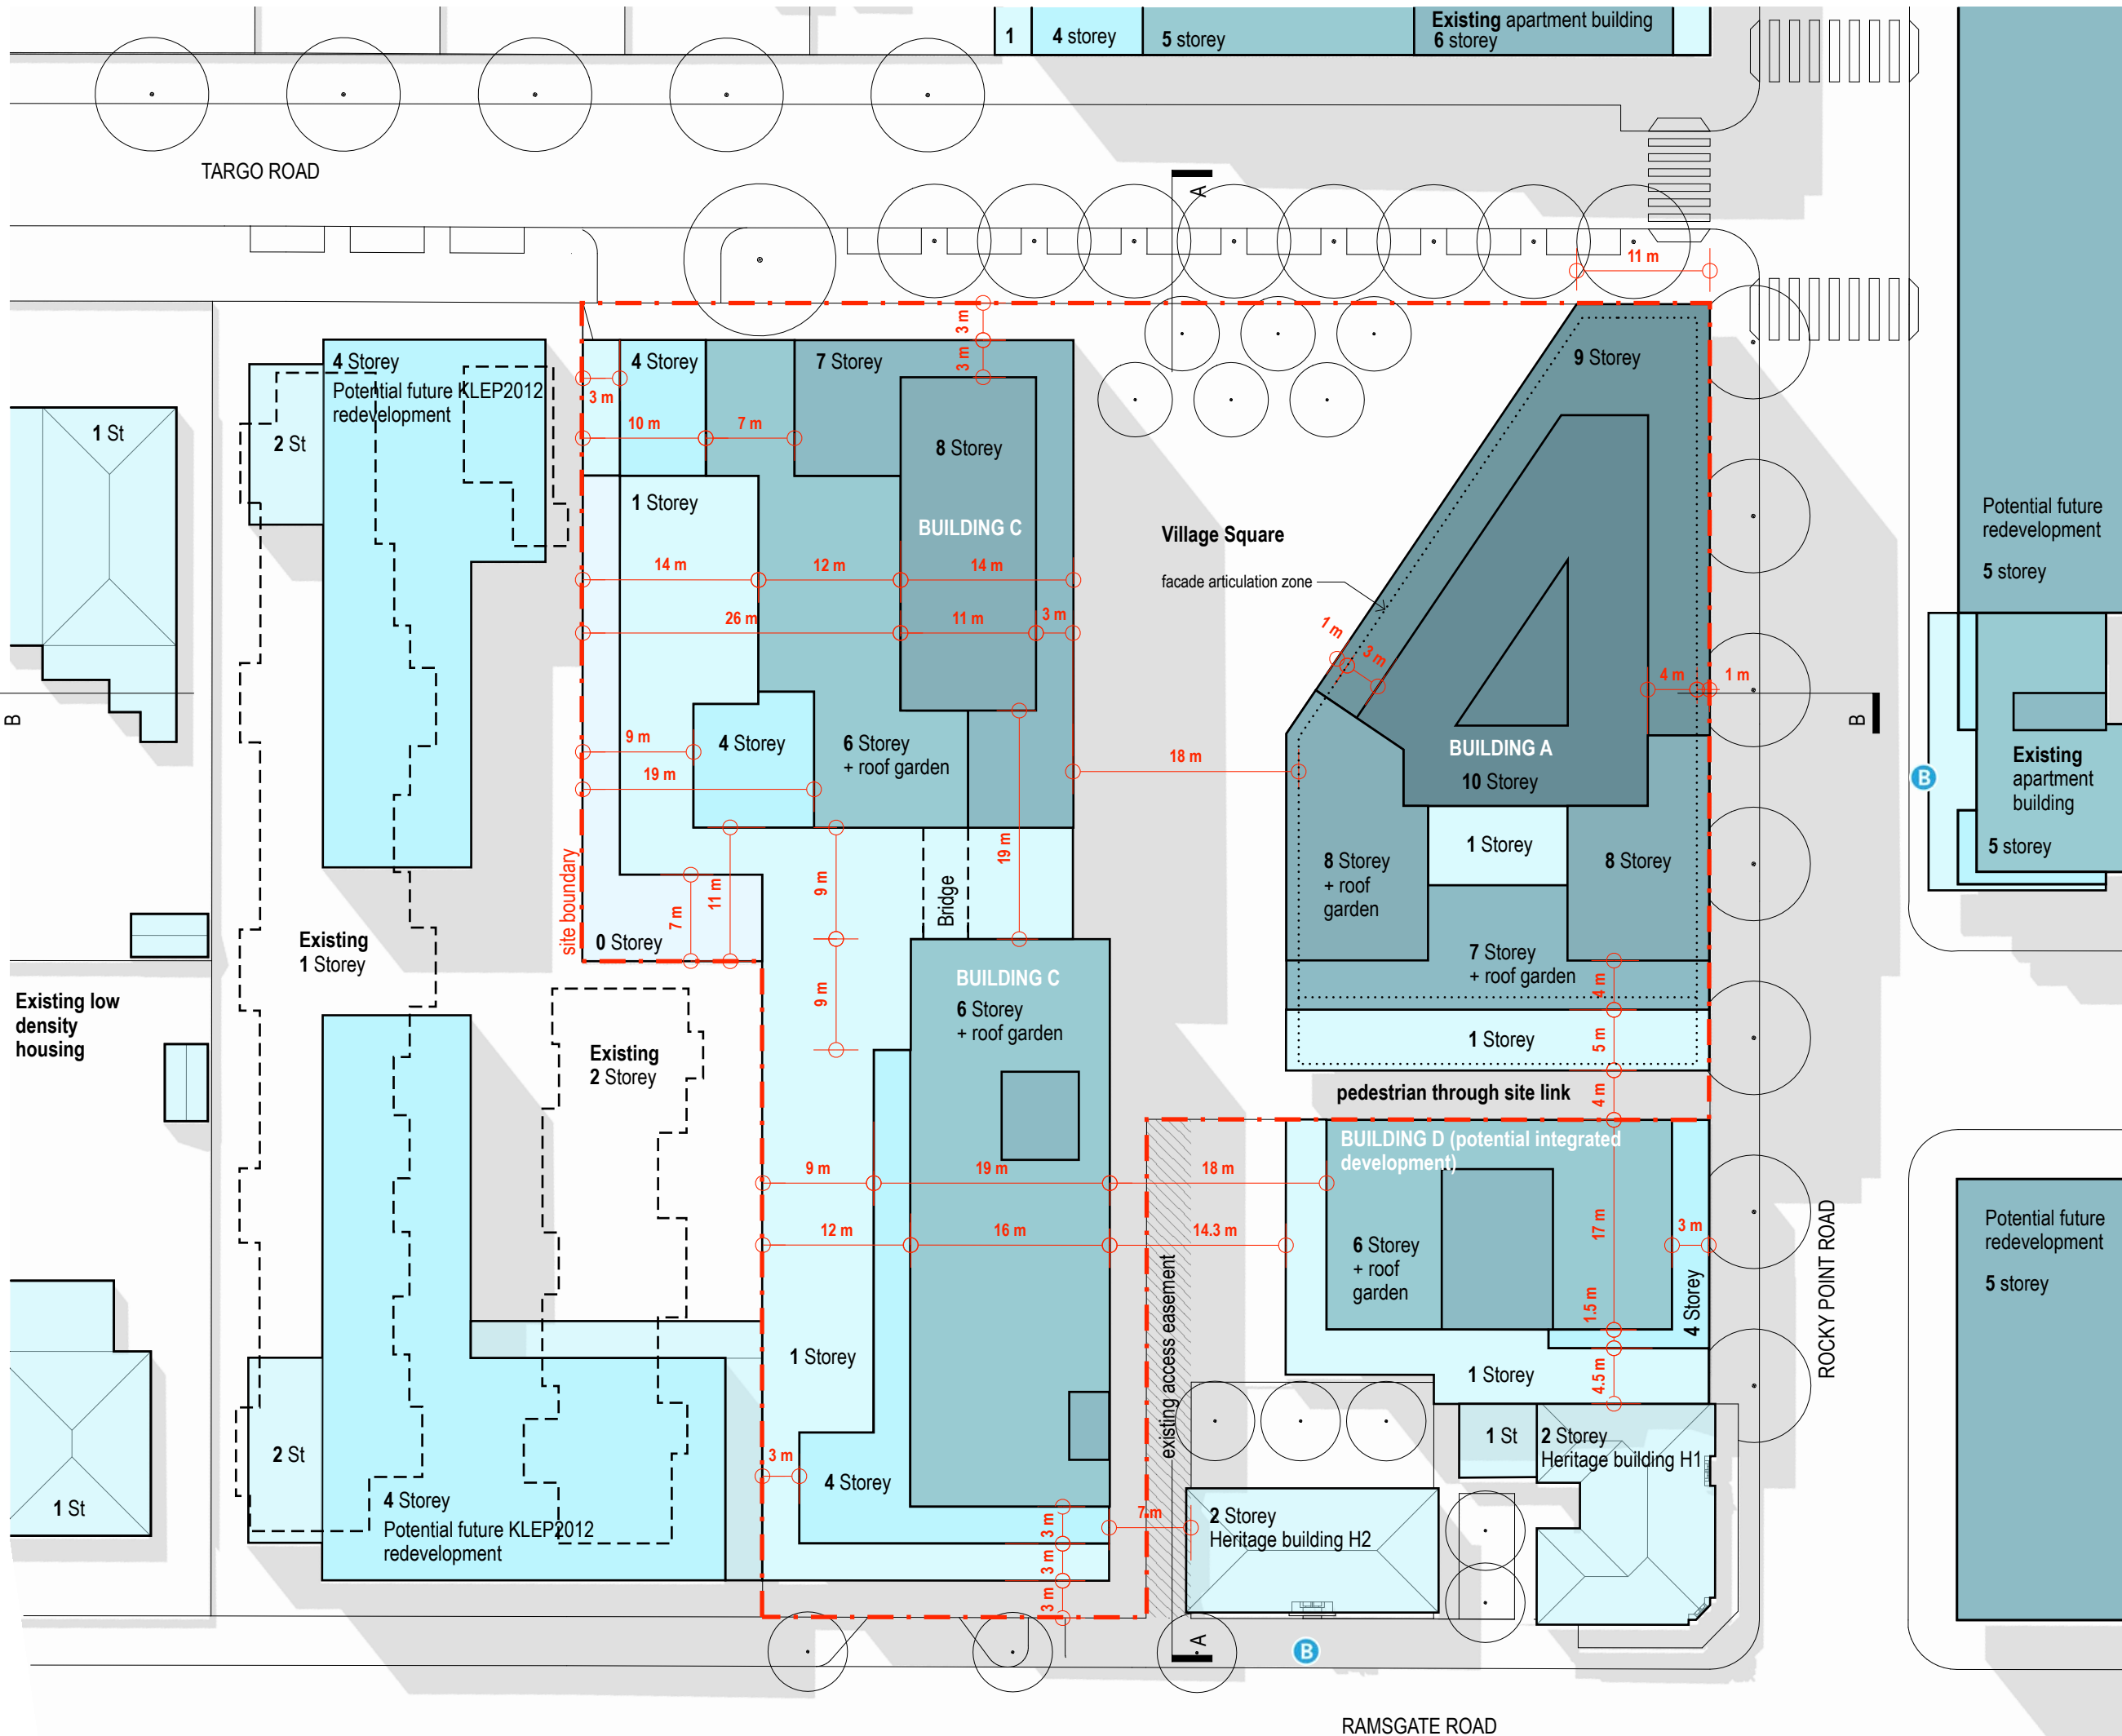 1
4 storey
5 storey
Existing apartment building
6 storey
TARGO ROAD
A
11 m
3 m
3 m
4 Storey
Potential future KLEP2012
redevelopment
2 St
1 St
4 Storey
7 Storey
9 Storey
3 m
10 m
7 m
8 Storey
1 Storey
BUILDING C
Village Square
facade articulation zone
Potential future
redevelopment
5 storey
14 m
12 m
14 m
26 m
11 m
3 m
1 m
3 m
4 m
1 m
B
B
9 m
4 Storey
6 Storey
+ roof garden
19 m
18 m
BUILDING A
10 Storey
B
Existing
apartment
building
5 storey
site boundary
7 m
11 m
9 m
Bridge
19 m
1 Storey
8 Storey
+ roof
garden
8 Storey
0 Storey
Existing
1 Storey
7 Storey
+ roof garden
4 m
BUILDING C
6 Storey
+ roof garden
9 m
Existing low
density
housing
Existing
2 Storey
1 Storey
5 m
pedestrian through site link
4 m
BUILDING D (potential integrated
development)
9 m
19 m
18 m
12 m
16 m
14.3 m
17 m
3 m
Potential future
redevelopment
5 storey
6 Storey
+ roof
garden
1.5 m
4 Storey
ROCKY POINT ROAD
existing access easement
1 Storey
1 Storey
4.5 m
1 St
2 Storey
Heritage building H1
2 St
3 m
4 Storey
1 St
4 Storey
Potential future KLEP2012
redevelopment
3 m
7 m
2 Storey
Heritage building H2
3 m
3 m
A
B
RAMSGATE ROAD